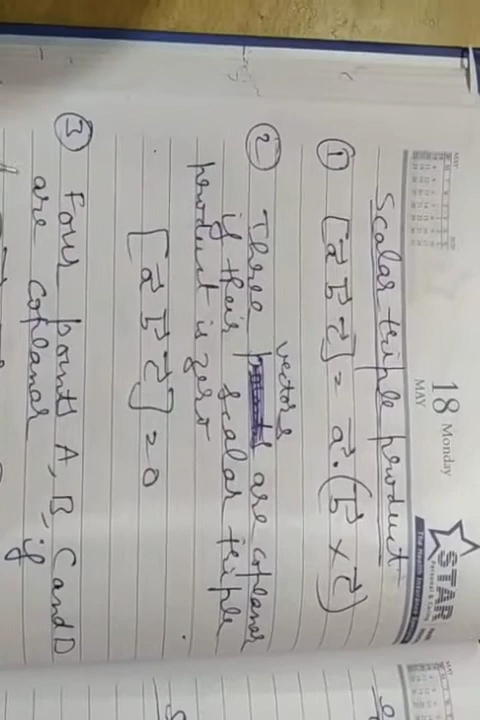 18 Monday
MAY
STAR
Scalar triple product
① [a⃗ b⃗ c⃗] = a⃗.(b⃗ × c⃗)
② Three vectors are coplanar
if their scalar triple
product is zero
[a⃗ b⃗ c⃗] = 0
③ Four points A, B, C and D
are coplanar if